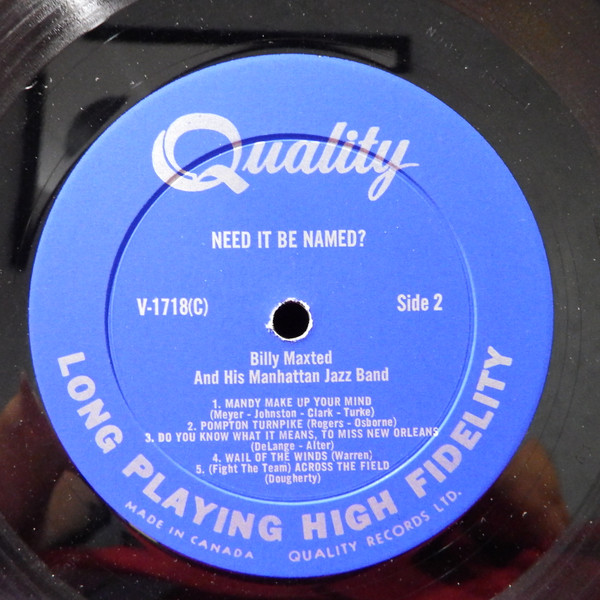 Quality
NEED IT BE NAMED?
V-1718(C)
Side 2
Billy Maxted
And His Manhattan Jazz Band
1. MANDY MAKE UP YOUR MIND
(Meyer - Johnston - Clark - Turke)
2. POMPTON TURNPIKE (Rogers - Osborne)
3. DO YOU KNOW WHAT IT MEANS, TO MISS NEW ORLEANS
(DeLange - Alter)
4. WAIL OF THE WINDS (Warren)
5. (Fight The Team) ACROSS THE FIELD
(Dougherty)
LONG PLAYING HIGH FIDELITY
MADE IN CANADA QUALITY RECORDS LTD.